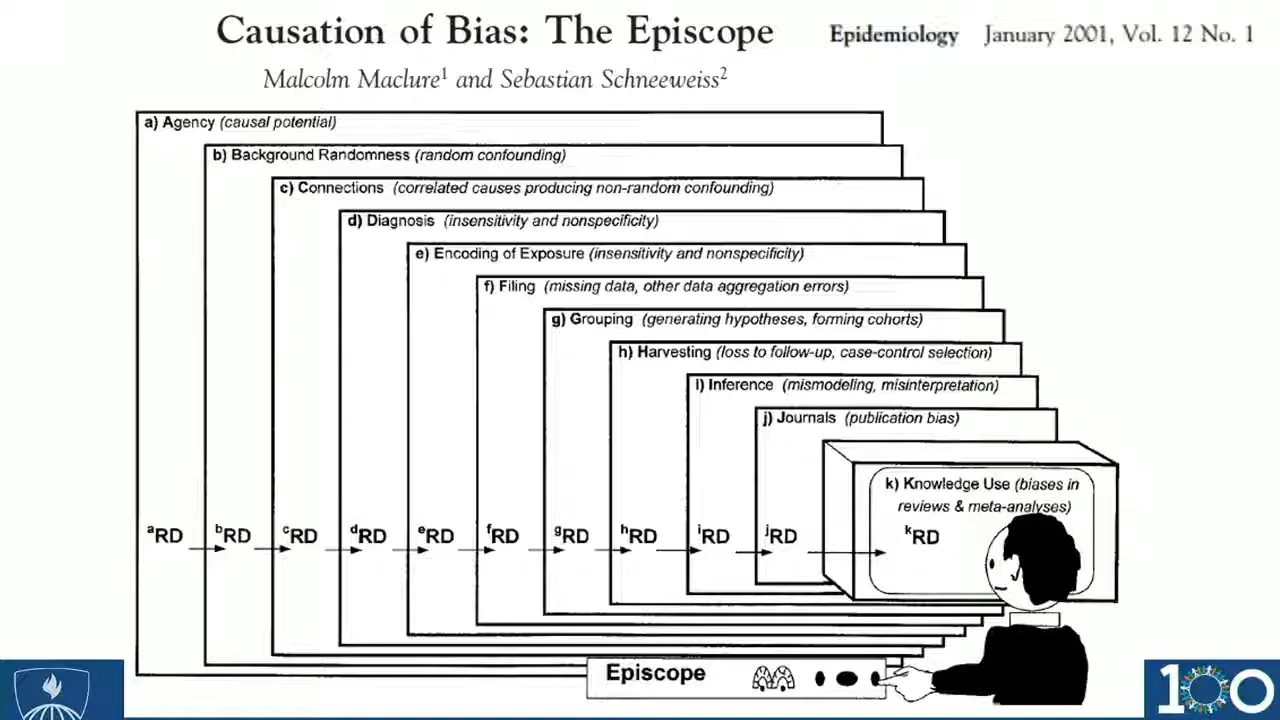 Causation of Bias: The Episcope
Epidemiology January 2001, Vol. 12 No. 1
Malcolm Maclure¹ and Sebastian Schneeweiss²
a) Agency (causal potential)
b) Background Randomness (random confounding)
c) Connections (correlated causes producing non-random confounding)
d) Diagnosis (insensitivity and nonspecificity)
e) Encoding of Exposure (insensitivity and nonspecificity)
f) Filing (missing data, other data aggregation errors)
g) Grouping (generating hypotheses, forming cohorts)
h) Harvesting (loss to follow-up, case-control selection)
i) Inference (mismodeling, misinterpretation)
j) Journals (publication bias)
k) Knowledge Use (biases in
reviews & meta-analyses)
ᵃRD ᵇRD ᶜRD ᵈRD ᵉRD ᶠRD ᵍRD ʰRD ⁱRD ʲRD ᵏRD
Episcope
100